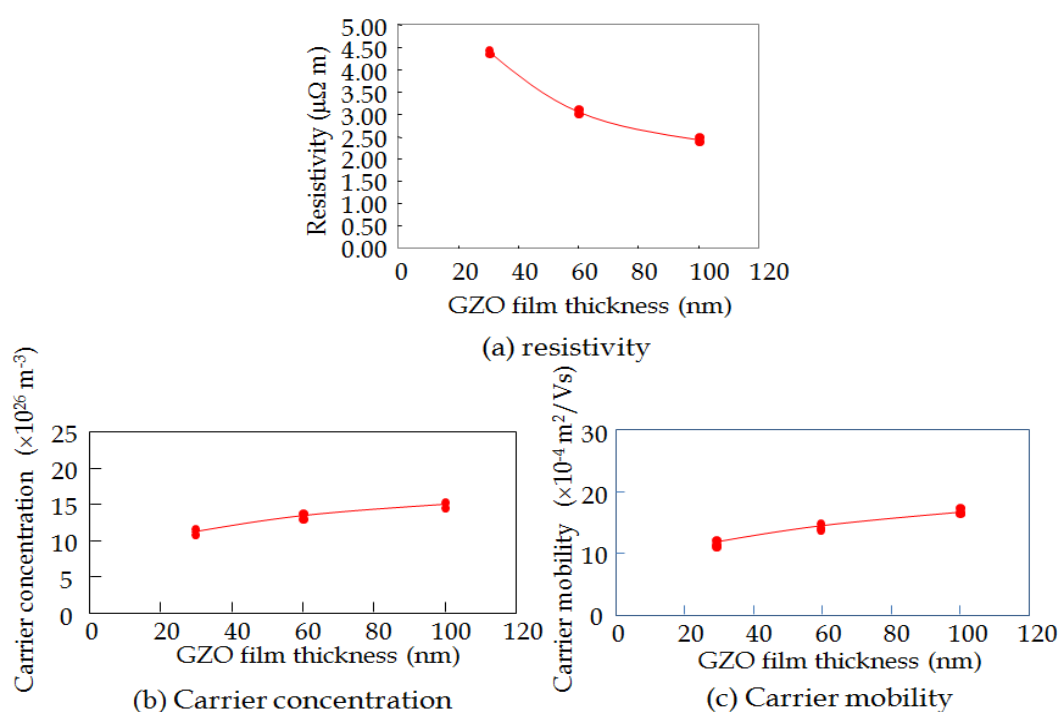 Resistivity (μΩ m)
5.00
4.50
4.00
3.50
3.00
2.50
2.00
1.50
1.00
0.50
0.00
0 20 40 60 80 100 120
GZO film thickness (nm)
(a) resistivity
Carrier concentration (×10²⁶ m⁻³)
25
20
15
10
5
0
0 20 40 60 80 100 120
GZO film thickness (nm)
(b) Carrier concentration
Carrier mobility (×10⁻⁴ m²/Vs)
30
20
10
0
0 20 40 60 80 100 120
GZO film thickness (nm)
(c) Carrier mobility